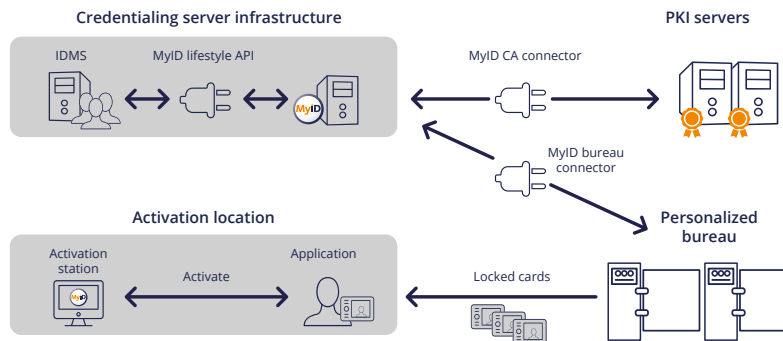 Credentialing server infrastructure
PKI servers
IDMS
MyID lifestyle API
MyID CA connector
MyID
MyID bureau
connector
Activation location
Personalized
bureau
Activation
station
Application
Activate
Locked cards
MyID